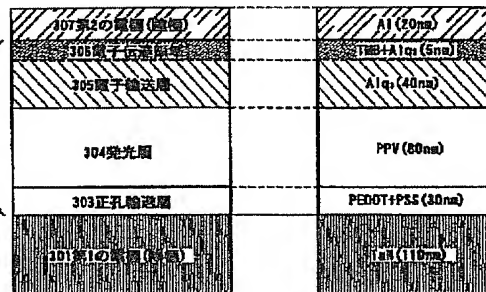 307第2の電極(陰極)
306電子伝達領域
305電子輸送層
304発光層
303正孔輸送層
301第1の電極(陽極)
Al(20nm)
TMB+Alq₃(5nm)
Alq₃(40nm)
PPV(80nm)
PEDOT+PSS(30nm)
TaN(110nm)